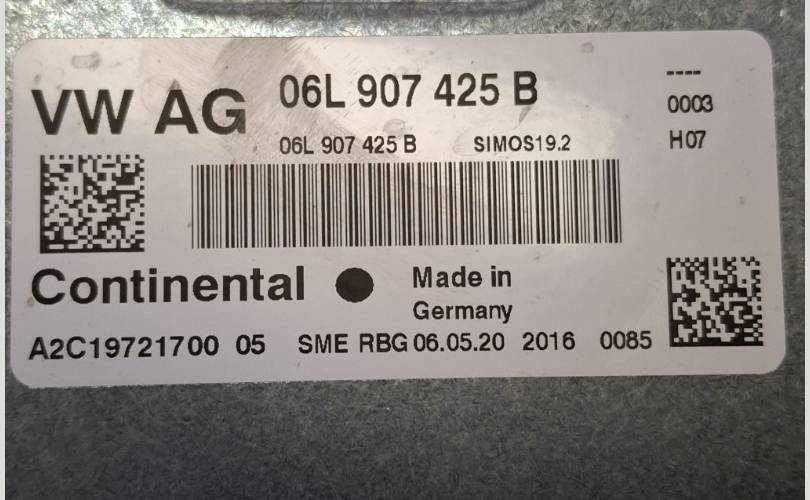 VW AG 06L 907 425 B
----
0003
06L 907 425 B SIMOS19.2
H07
Continental Made in
Germany
A2C19721700 05 SME RBG 06.05.20 2016 0085